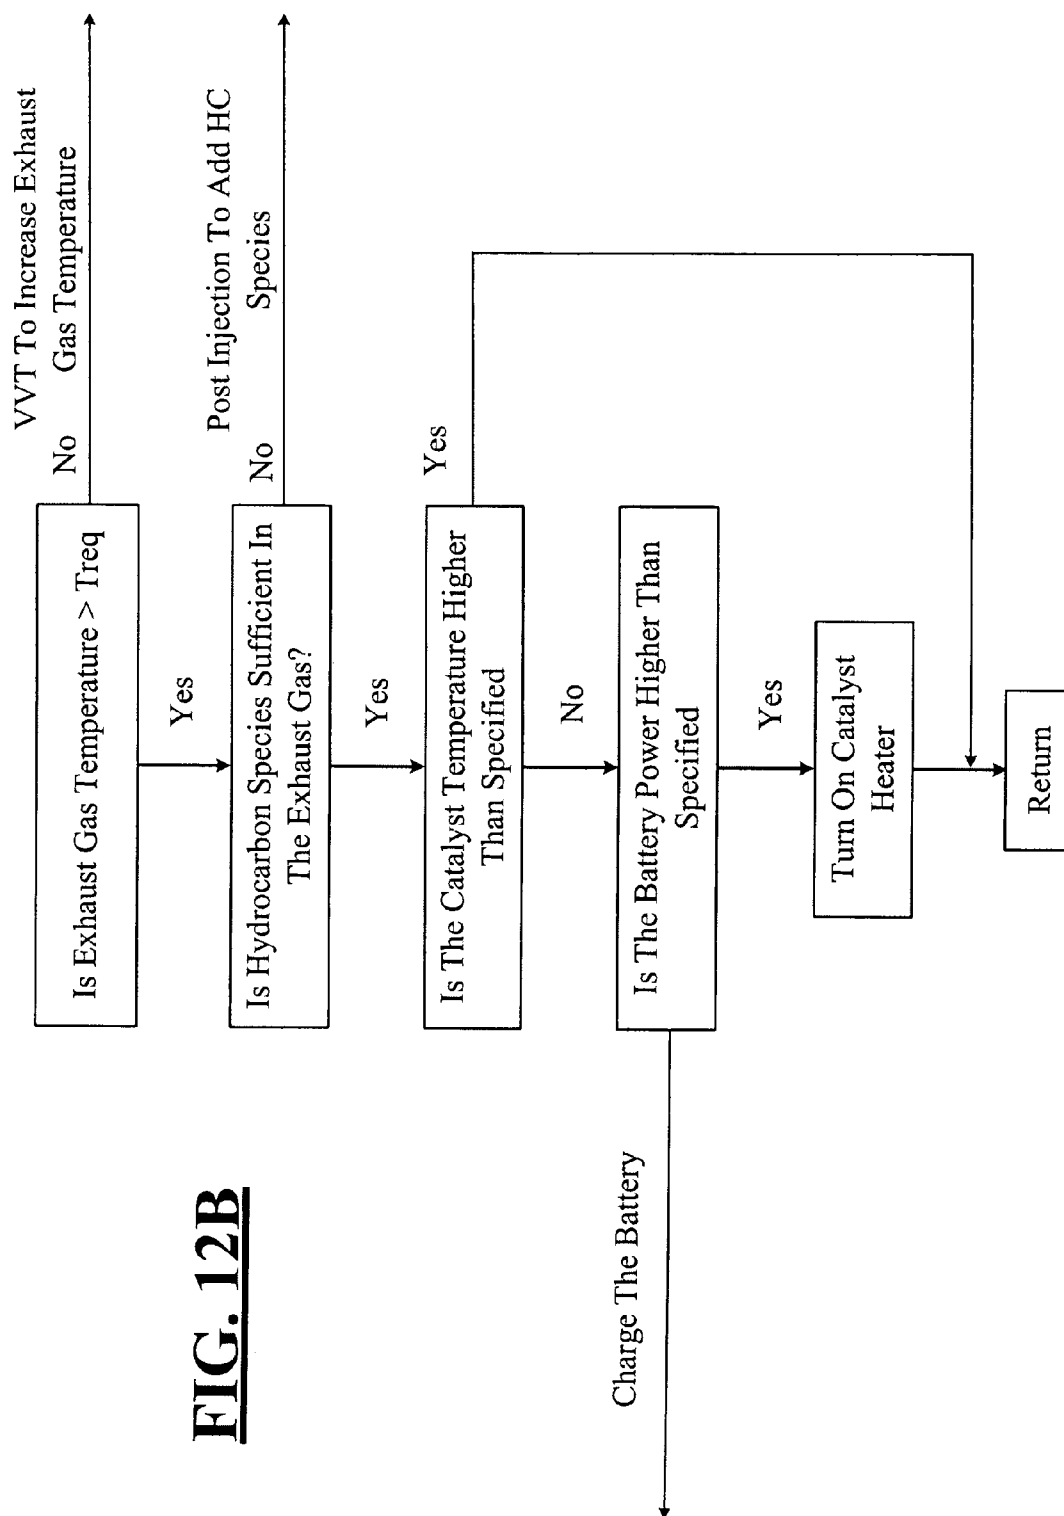 VVT To Increase Exhaust
No Gas Temperature
Is Exhaust Gas Temperature > Treq
Yes
Post Injection To Add HC
Species
No
Is Hydrocarbon Species Sufficient In
The Exhaust Gas?
Yes
Yes
Is The Catalyst Temperature Higher
Than Specified
No
Charge The Battery
Is The Battery Power Higher Than
Specified
Yes
Turn On Catalyst
Heater
Return
FIG. 12B